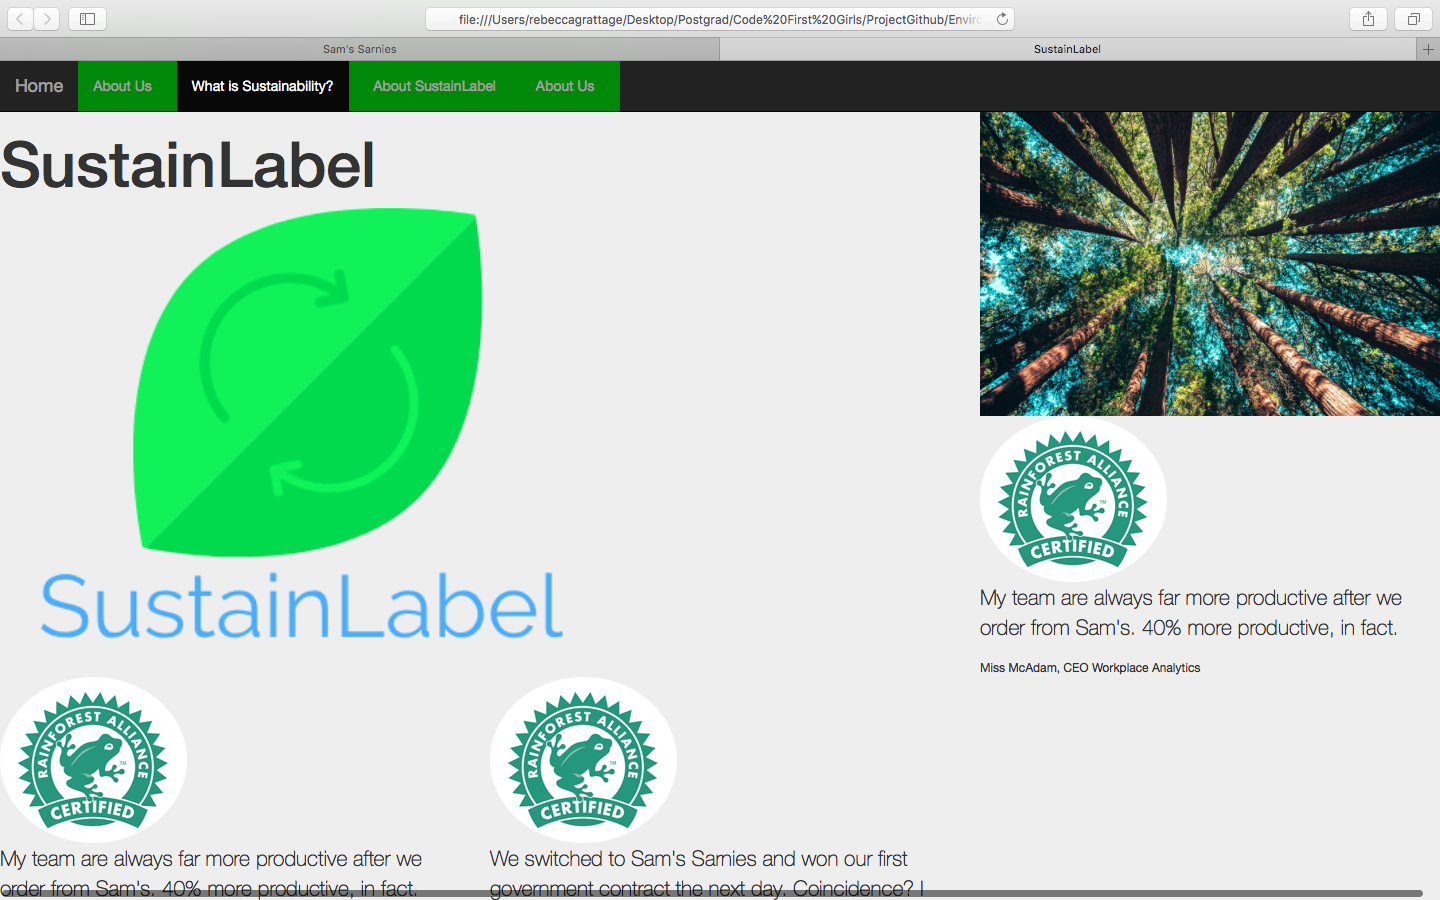 file:///Users/rebeccagrattage/Desktop/Postgrad/Code%20First%20Girls/ProjectGithub/Enviro
Sam's Sarnies
SustainLabel
Home
About Us
What is Sustainability?
About SustainLabel
About Us
SustainLabel
SustainLabel
RAINFOREST ALLIANCE
TM
CERTIFIED
My team are always far more productive after we
order from Sam's. 40% more productive, in fact.
Miss McAdam, CEO Workplace Analytics
RAINFOREST ALLIANCE
TM
CERTIFIED
My team are always far more productive after we
order from Sam's. 40% more productive, in fact.
RAINFOREST ALLIANCE
TM
CERTIFIED
We switched to Sam's Sarnies and won our first
government contract the next day. Coincidence? I